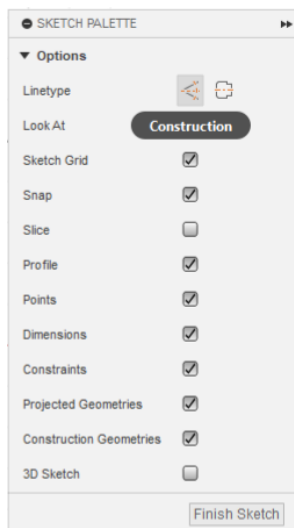 SKETCH PALETTE
Options
Linetype
Look At
Construction
Sketch Grid
Snap
Slice
Profile
Points
Dimensions
Constraints
Projected Geometries
Construction Geometries
3D Sketch
Finish Sketch